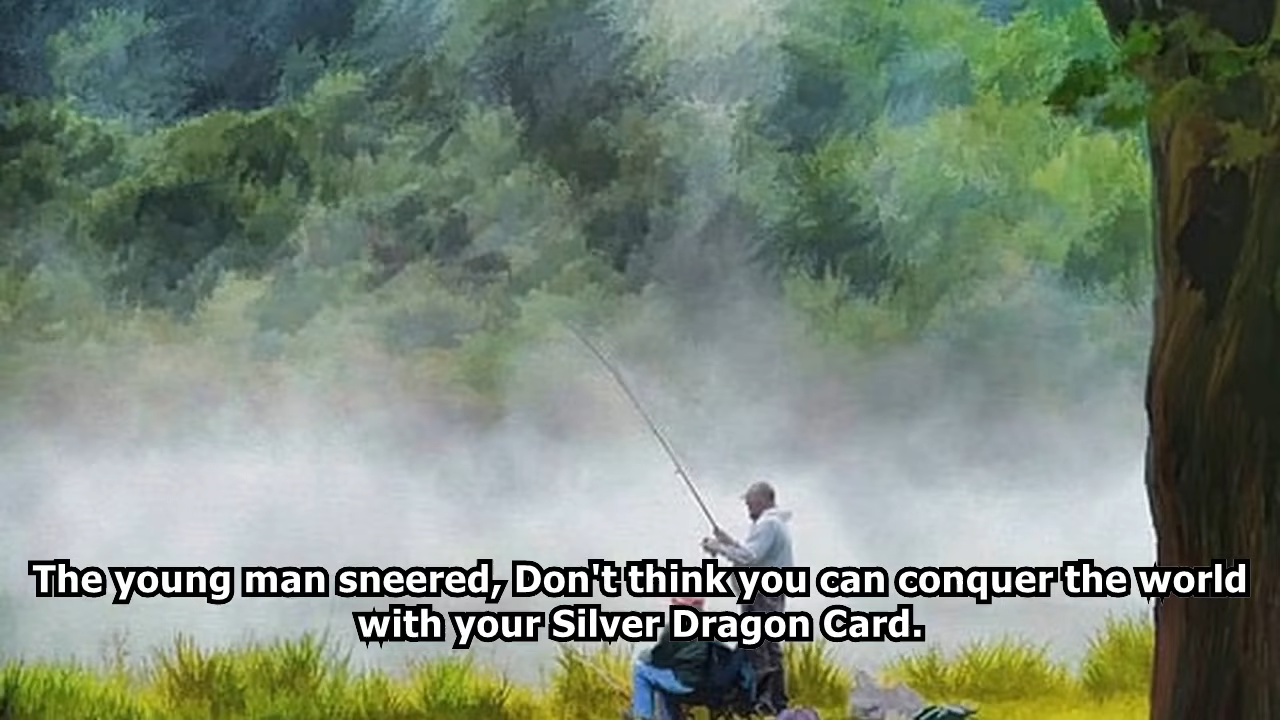 The young man sneered, Don't think you can conquer the world
with your Silver Dragon Card.